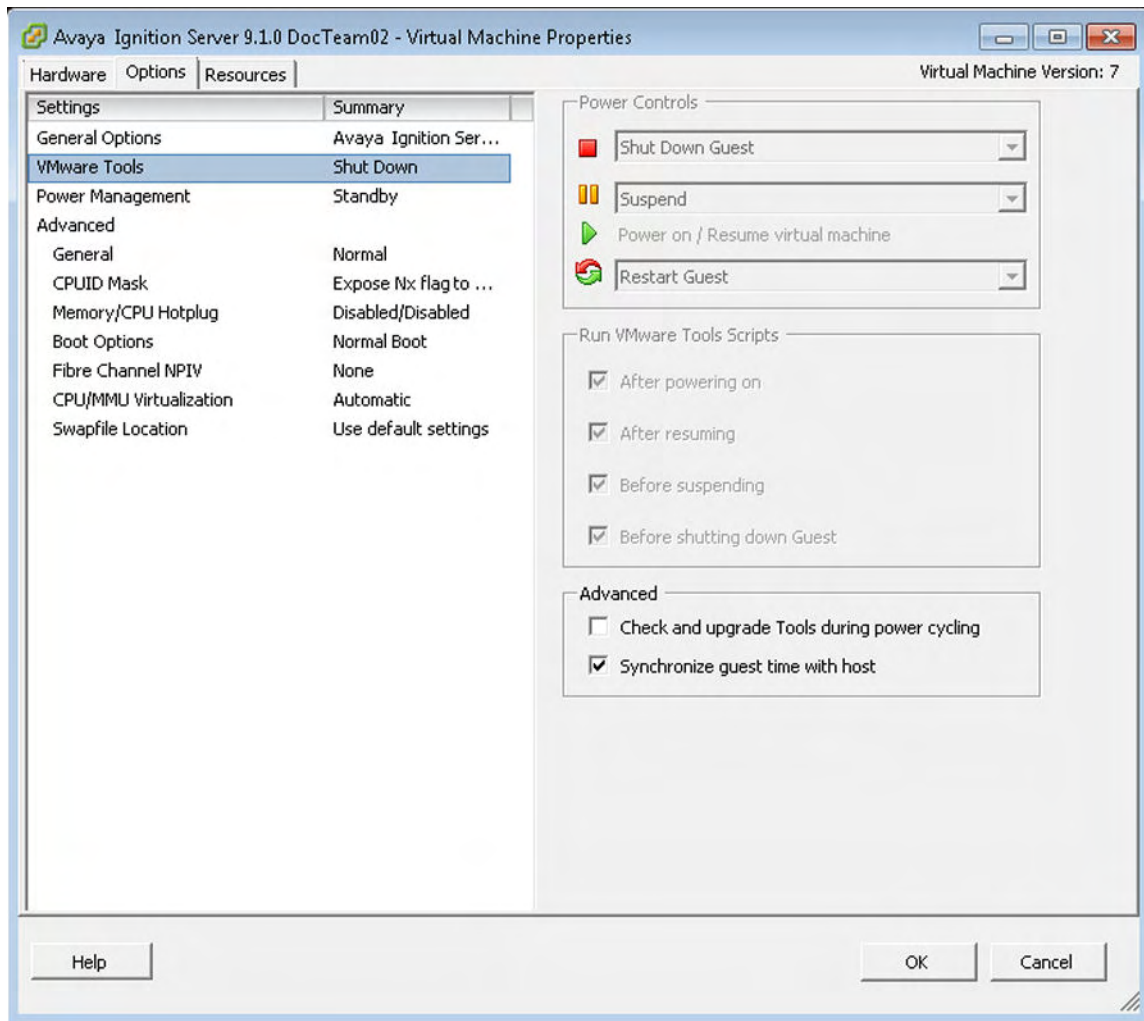 Avaya Ignition Server 9.1.0 DocTeam02 - Virtual Machine Properties
Hardware Options Resources Virtual Machine Version: 7
Settings Summary
General Options Avaya Ignition Ser...
VMware Tools Shut Down
Power Management Standby
Advanced
General Normal
CPUID Mask Expose Nx flag to ...
Memory/CPU Hotplug Disabled/Disabled
Boot Options Normal Boot
Fibre Channel NPIV None
CPU/MMU Virtualization Automatic
Swapfile Location Use default settings
Power Controls
Shut Down Guest
Suspend
Power on / Resume virtual machine
Restart Guest
Run VMware Tools Scripts
After powering on
After resuming
Before suspending
Before shutting down Guest
Advanced
Check and upgrade Tools during power cycling
Synchronize guest time with host
Help OK Cancel